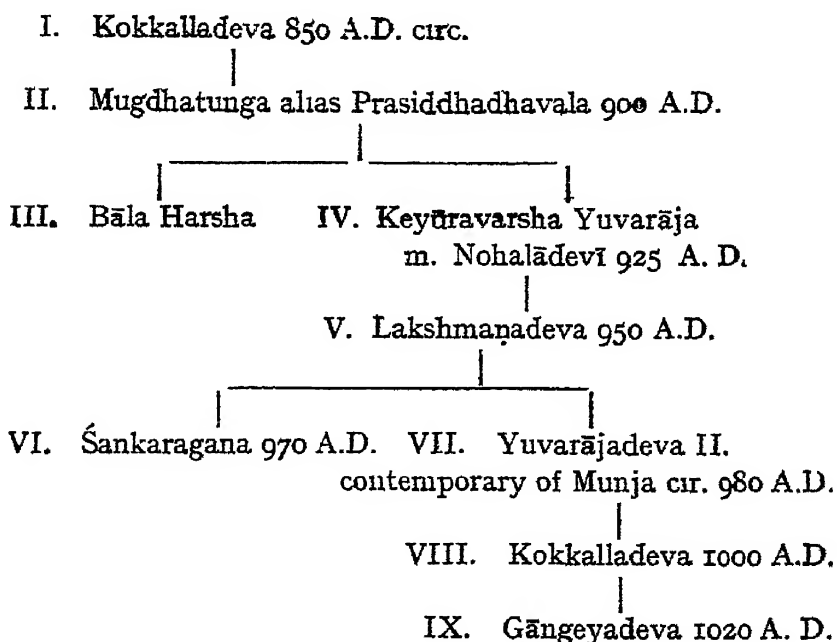 I. Kokkalladeva 850 A.D. circ.
II. Mugdhatunga alias Prasiddhadhavala 900 A.D.
III. Bāla Harsha IV. Keyūravarsha Yuvarāja
m. Nohalādevī 925 A. D.
V. Lakshmaṇadeva 950 A.D.
VI. Śankaragana 970 A.D. VII. Yuvarājadeva II.
contemporary of Munja cir. 980 A.D.
VIII. Kokkalladeva 1000 A.D.
IX. Gāngeyadeva 1020 A. D.